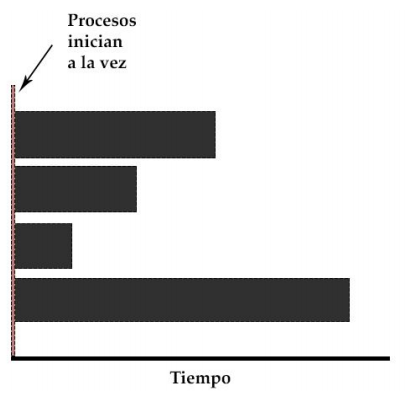 Procesos
inician
a la vez
Tiempo